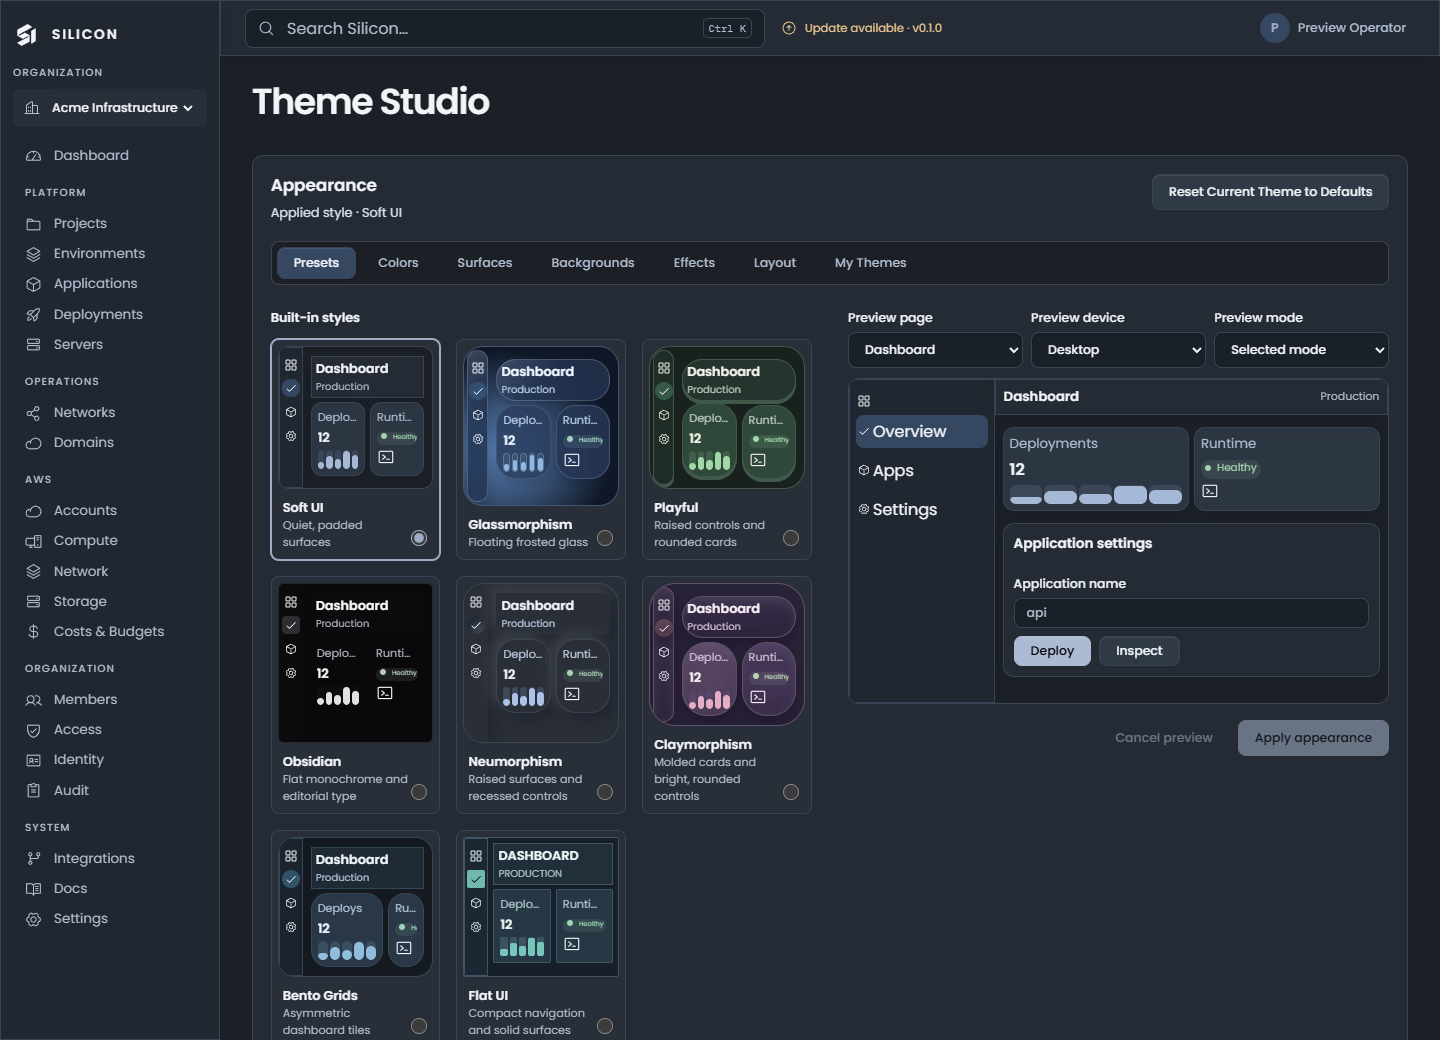 SILICON
Search Silicon...
Ctrl K
Update available · v0.1.0
P
Preview Operator
ORGANIZATION
Acme Infrastructure
Dashboard
PLATFORM
Projects
Environments
Applications
Deployments
Servers
OPERATIONS
Networks
Domains
AWS
Accounts
Compute
Network
Storage
Costs & Budgets
ORGANIZATION
Members
Access
Identity
Audit
SYSTEM
Integrations
Docs
Settings
Theme Studio
Appearance
Applied style · Soft UI
Reset Current Theme to Defaults
Presets
Colors
Surfaces
Backgrounds
Effects
Layout
My Themes
Built-in styles
Dashboard
Production
Deplo...
Runti...
12
Healthy
Soft UI
Quiet, padded
surfaces
Dashboard
Production
Deplo...
Runti...
12
Healthy
Glassmorphism
Floating frosted glass
Dashboard
Production
Deplo...
Runti...
12
Healthy
Playful
Raised controls and
rounded cards
Dashboard
Production
Deplo...
Runti...
12
Healthy
Obsidian
Flat monochrome and
editorial type
Dashboard
Production
Deplo...
Runti...
12
Healthy
Neumorphism
Raised surfaces and
recessed controls
Dashboard
Production
Deplo...
Runti...
12
Healthy
Claymorphism
Molded cards and
bright, rounded
controls
Dashboard
Production
Deploys
Ru...
12
Bento Grids
Asymmetric
dashboard tiles
DASHBOARD
PRODUCTION
Deplo...
Runti...
12
Healthy
Flat UI
Compact navigation
and solid surfaces
Preview page
Preview device
Preview mode
Dashboard
Desktop
Selected mode
Overview
Apps
Settings
Dashboard
Production
Deployments
12
Runtime
Healthy
Application settings
Application name
api
Deploy
Inspect
Cancel preview
Apply appearance